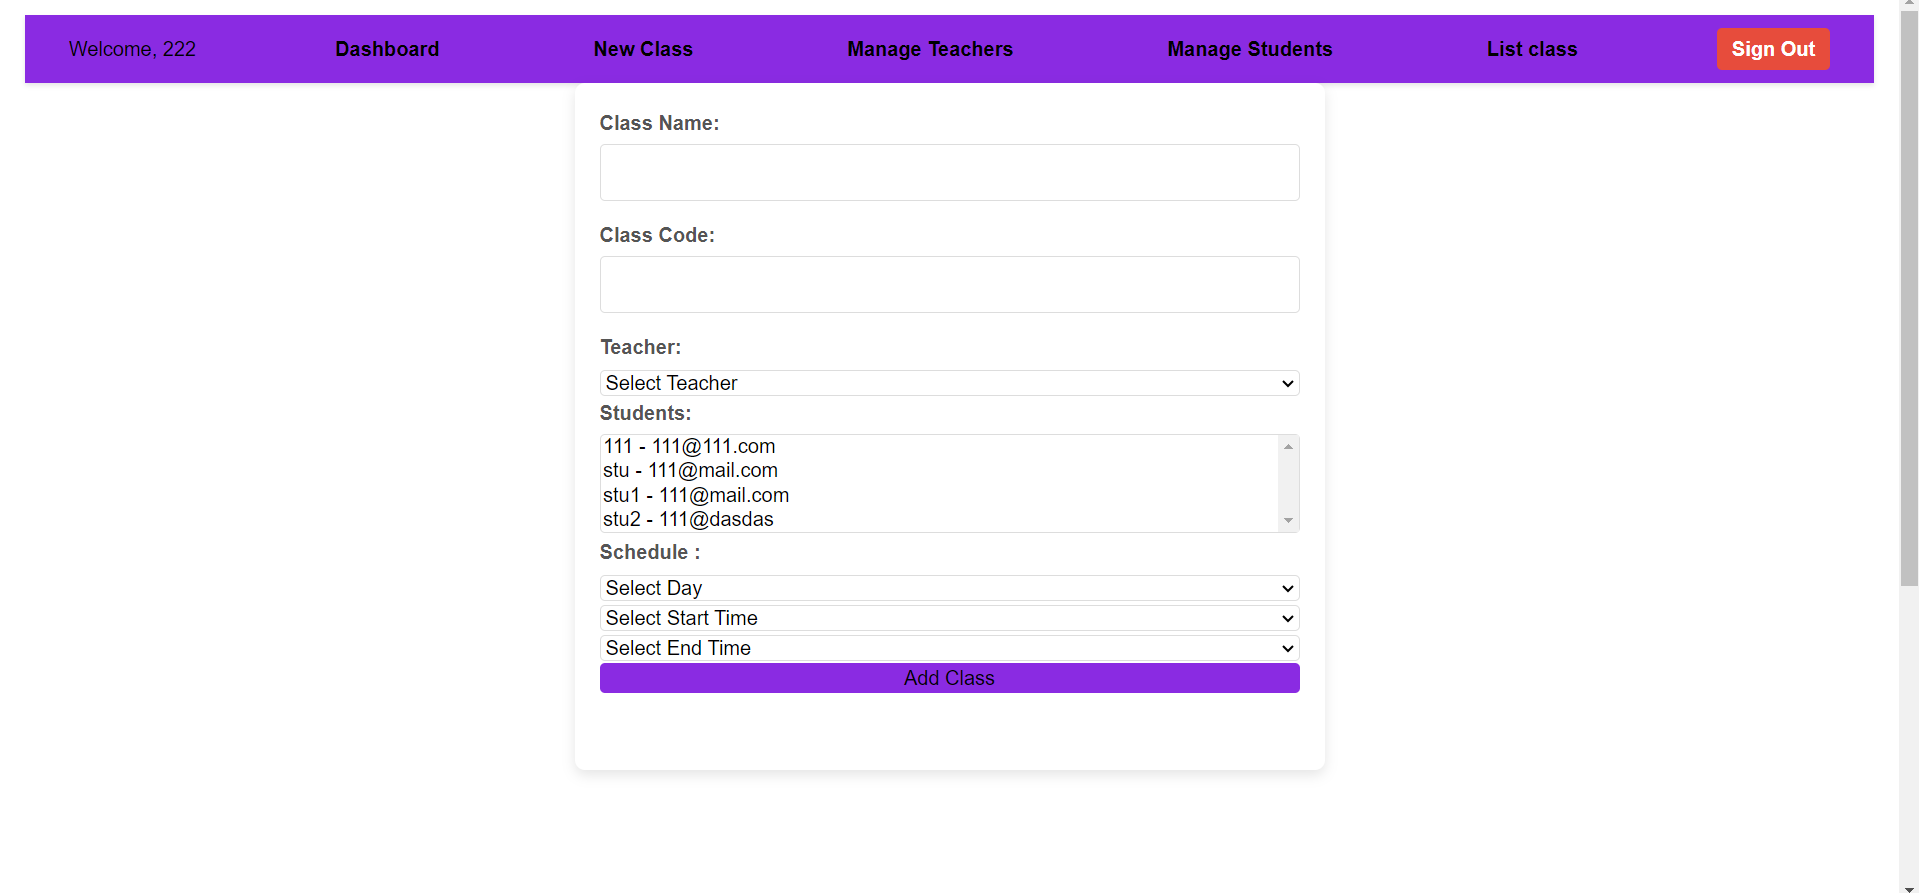 Welcome, 222 Dashboard New Class Manage Teachers Manage Students List class Sign Out
Class Name:
Class Code:
Teacher:
Select Teacher
Students:
111 - 111@111.com
stu - 111@mail.com
stu1 - 111@mail.com
stu2 - 111@dasdas
Schedule :
Select Day
Select Start Time
Select End Time
Add Class